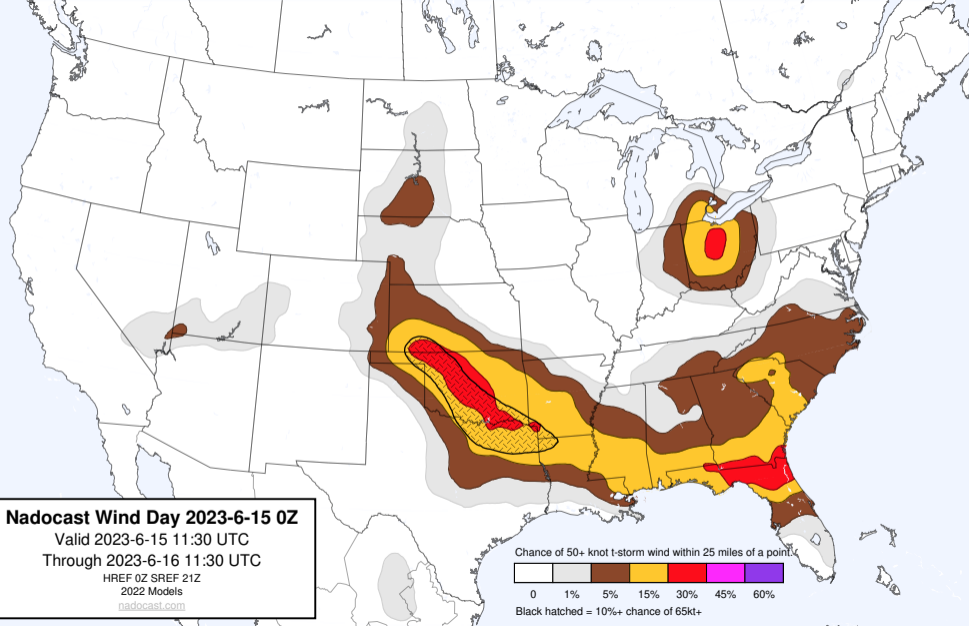 Nadocast Wind Day 2023-6-15 0Z
Valid 2023-6-15 11:30 UTC
Through 2023-6-16 11:30 UTC
HREF 0Z SREF 21Z
2022 Models
nadocast.com
Chance of 50+ knot t-storm wind within 25 miles of a point.
0 1% 5% 15% 30% 45% 60%
Black hatched = 10%+ chance of 65kt+